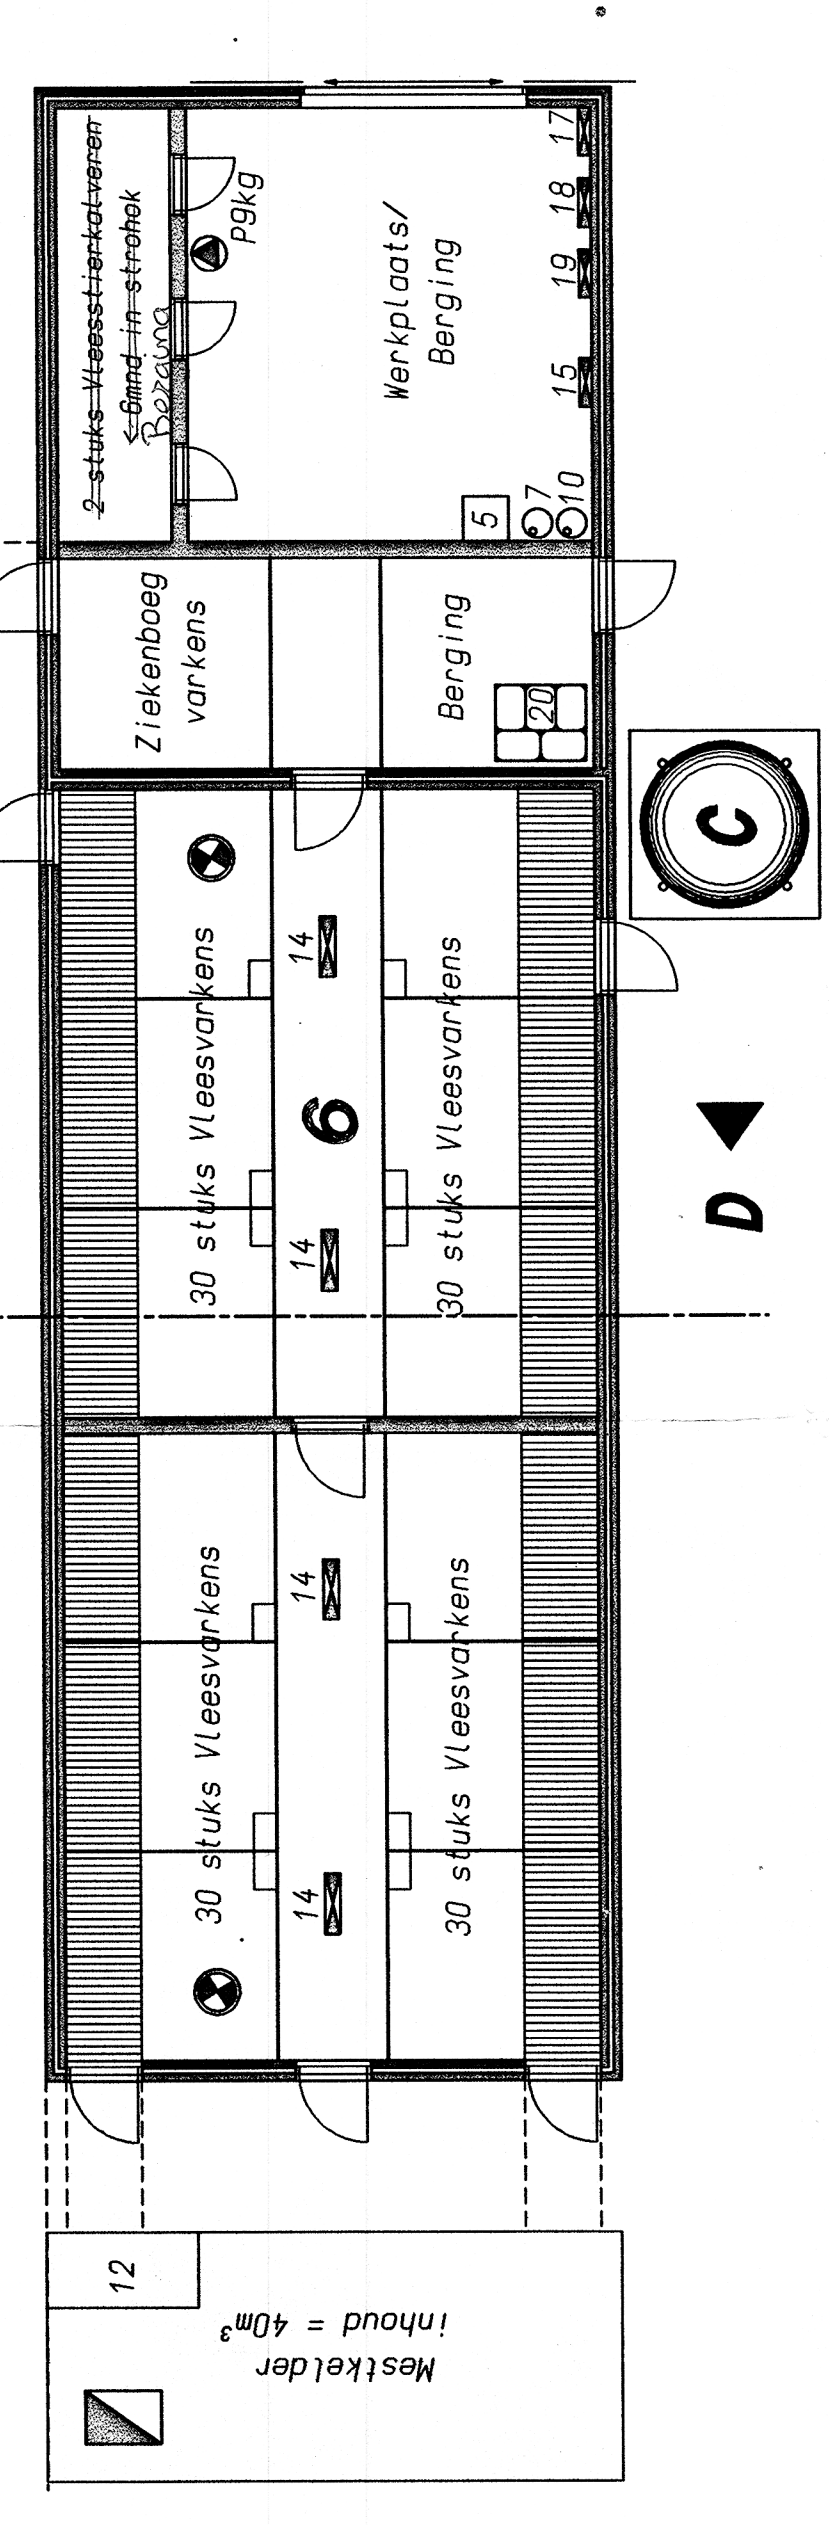 2 stuks Vleesstierkalveren
< 6mnd in strohok
Berging
P9kg
Werkplaats/
Berging
17
18
19
15
5
7
10
Ziekenboeg
varkens
Berging
20
C
30 stuks Vleesvarkens
14
14
6
30 stuks Vleesvarkens
D
30 stuks Vleesvarkens
14
14
30 stuks Vleesvarkens
12
Mestkelder
inhoud = 40m³